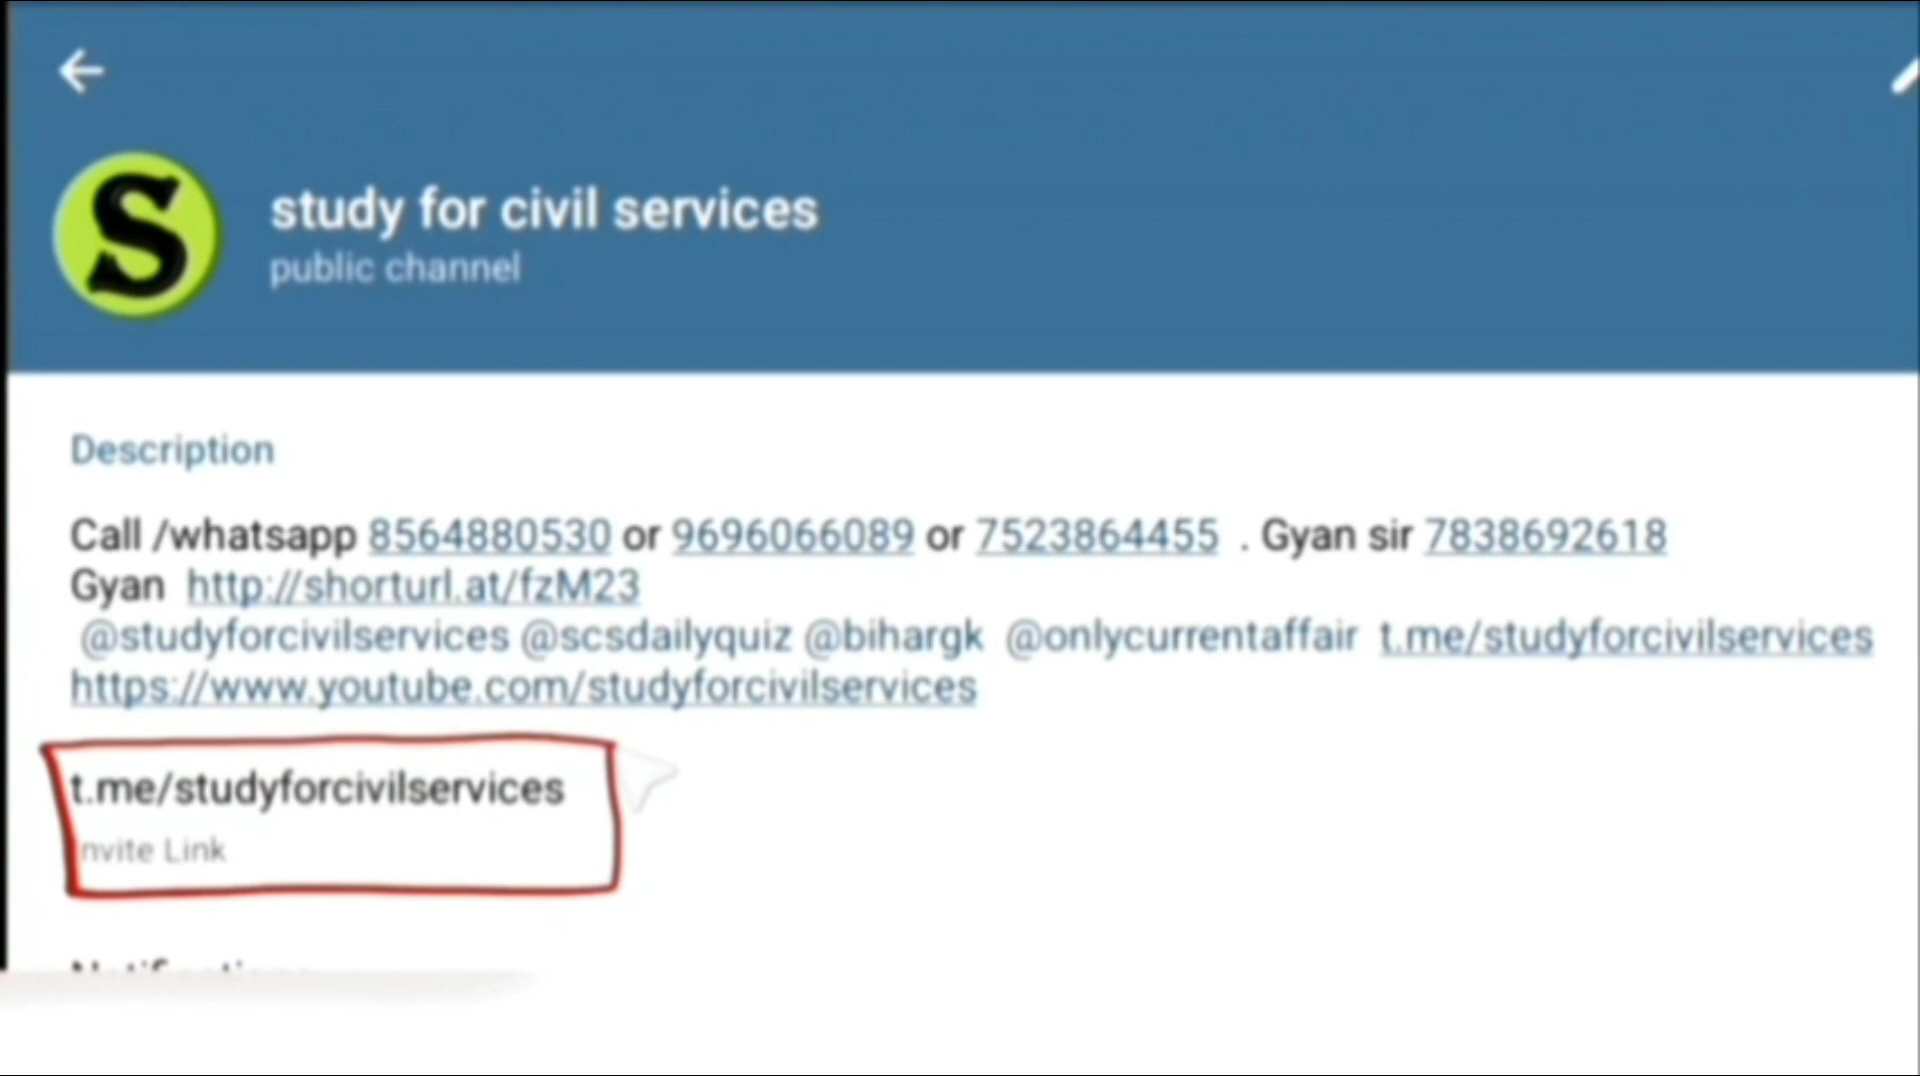 S
study for civil services
public channel
Description
Call /whatsapp 8564880530 or 9696066089 or 7523864455 . Gyan sir 7838692618
Gyan http://shorturl.at/fzM23
@studyforcivilservices @scsdailyquiz @bihargk @onlycurrentaffair t.me/studyforcivilservices
https://www.youtube.com/studyforcivilservices
t.me/studyforcivilservices
nvite Link